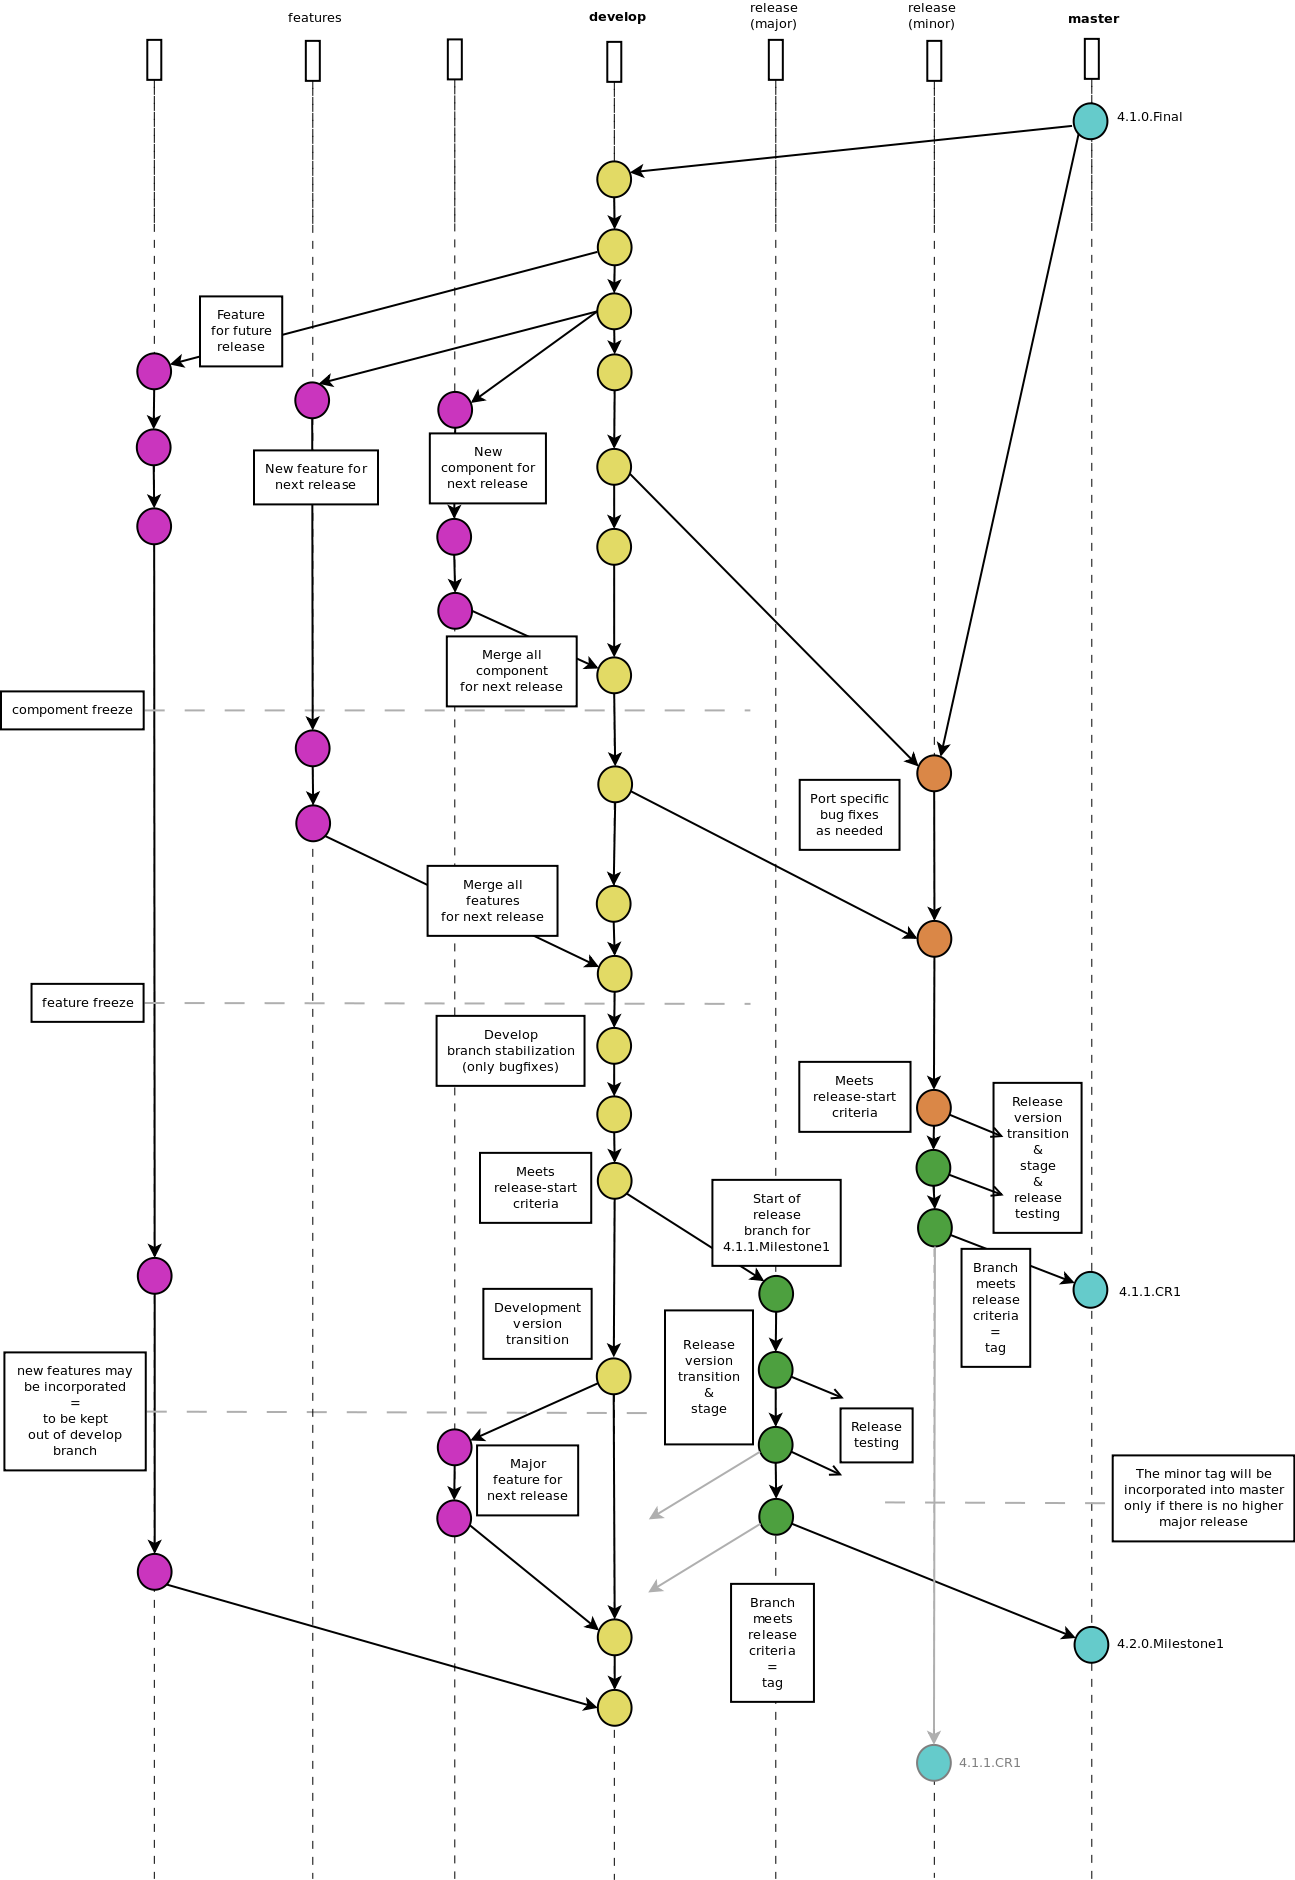 features
develop
release
(major)
release
(minor)
master
4.1.0.Final
Feature
for future
release
New feature for
next release
New
component for
next release
Merge all
component
for next release
compoment freeze
Port specific
bug fixes
as needed
Merge all
features
for next release
feature freeze
Develop
branch stabilization
(only bugfixes)
Meets
release-start
criteria
Release
version
transition
&
stage
&
release
testing
Meets
release-start
criteria
Start of
release
branch for
4.1.1.Milestone1
Branch
meets
release
criteria
=
tag
4.1.1.CR1
Development
version
transition
Release
version
transition
&
stage
new features may
be incorporated
=
to be kept
out of develop
branch
Release
testing
Major
feature for
next release
The minor tag will be
incorporated into master
only if there is no higher
major release
Branch
meets
release
criteria
=
tag
4.2.0.Milestone1
4.1.1.CR1